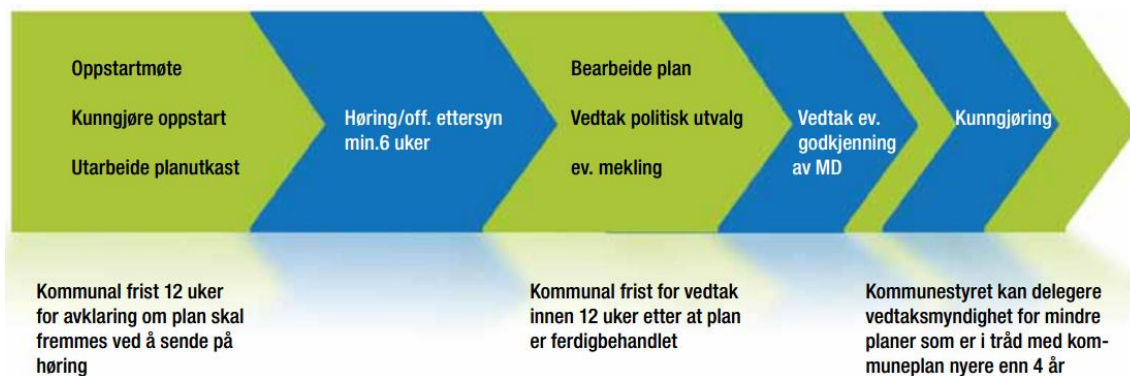 Oppstartmøte
Kunngjøre oppstart
Utarbeide planutkast
Høring/off. ettersyn
min.6 uker
Bearbeide plan
Vedtak politisk utvalg
ev. mekling
Vedtak ev.
godkjenning
av MD
Kunngjøring
Kommunal frist 12 uker
for avklaring om plan skal
fremmes ved å sende på
høring
Kommunal frist for vedtak
innen 12 uker etter at plan
er ferdigbehandlet
Kommunestyret kan delegere
vedtaksmyndighet for mindre
planer som er i tråd med kom-
muneplan nyere enn 4 år